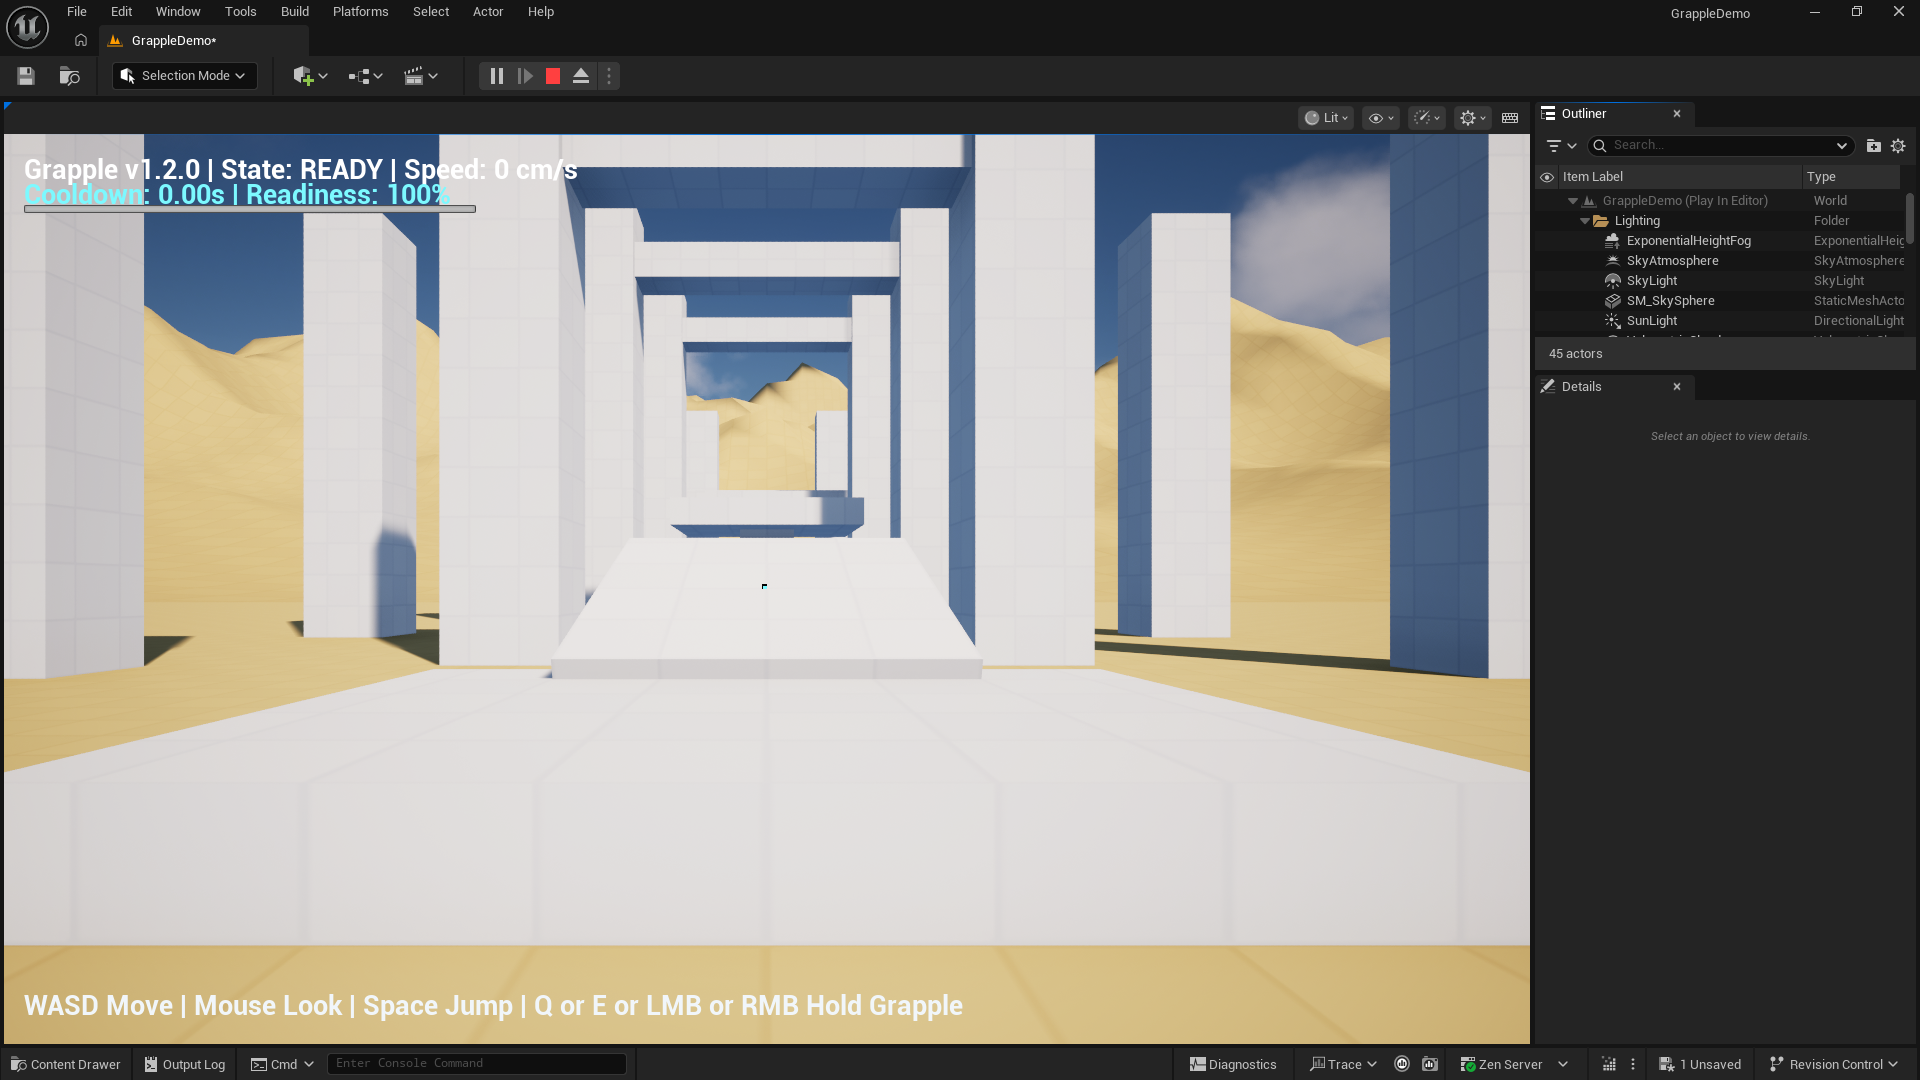 File Edit Window Tools Build Platforms Select Actor Help
GrappleDemo
GrappleDemo*
Selection Mode
Lit
Grapple v1.2.0 | State: READY | Speed: 0 cm/s
Cooldown: 0.00s | Readiness: 100%
WASD Move | Mouse Look | Space Jump | Q or E or LMB or RMB Hold Grapple
Outliner
Search...
Item Label Type
GrappleDemo (Play In Editor) World
Lighting Folder
ExponentialHeightFog ExponentialHeig
SkyAtmosphere SkyAtmosphere
SkyLight SkyLight
SM_SkySphere StaticMeshActo
SunLight DirectionalLight
45 actors
Details
Select an object to view details.
Content Drawer Output Log Cmd Enter Console Command Diagnostics Trace Zen Server 1 Unsaved Revision Control